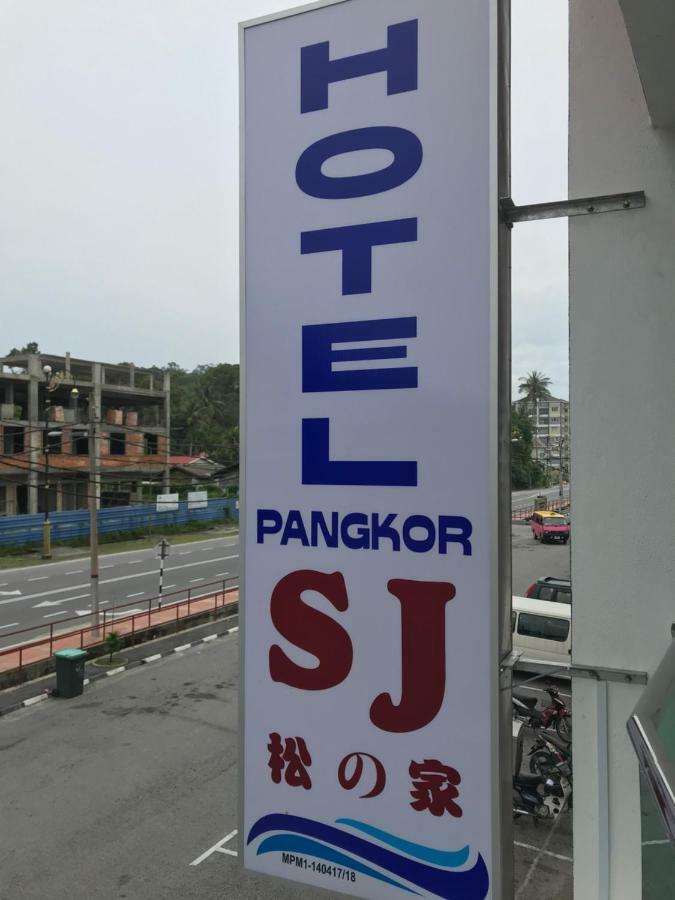 HOTEL
PANGKOR
SJ
松の家
MPM1-140417/18